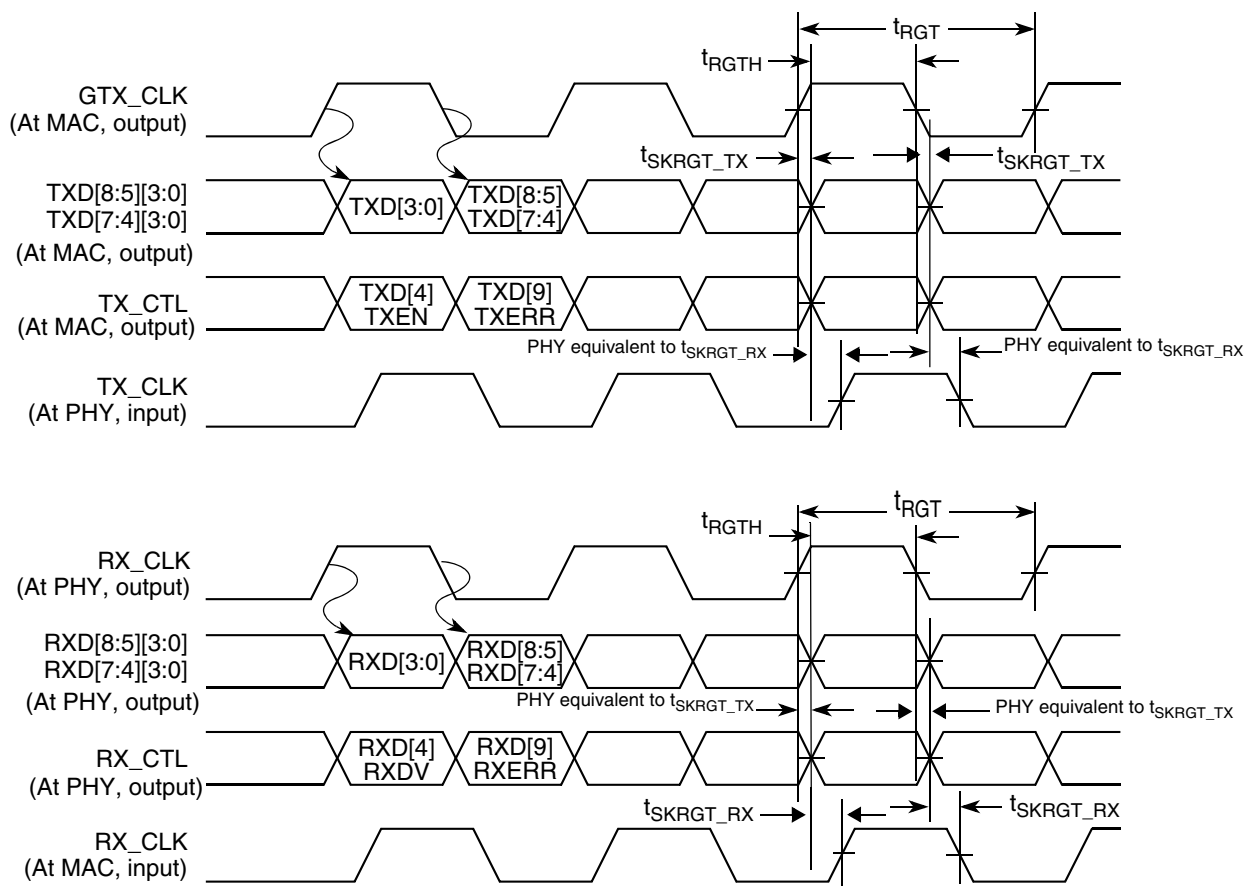 tRGT
tRGTH
GTX_CLK
(At MAC, output)
tSKRGT_TX
tSKRGT_TX
TXD[8:5][3:0]
TXD[7:4][3:0]
(At MAC, output)
TXD[3:0]
TXD[8:5]
TXD[7:4]
TX_CTL
(At MAC, output)
TXD[4]
TXEN
TXD[9]
TXERR
PHY equivalent to tSKRGT_RX
PHY equivalent to tSKRGT_RX
TX_CLK
(At PHY, input)
tRGT
tRGTH
RX_CLK
(At PHY, output)
RXD[8:5][3:0]
RXD[7:4][3:0]
(At PHY, output)
RXD[3:0]
RXD[8:5]
RXD[7:4]
PHY equivalent to tSKRGT_TX
PHY equivalent to tSKRGT_TX
RX_CTL
(At PHY, output)
RXD[4]
RXDV
RXD[9]
RXERR
tSKRGT_RX
tSKRGT_RX
RX_CLK
(At MAC, input)